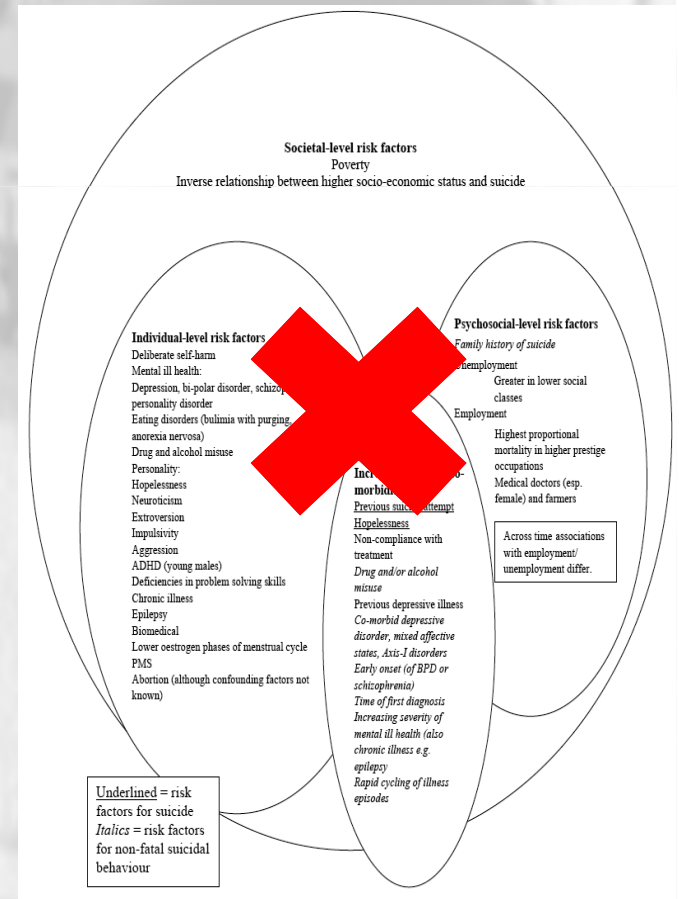 Societal-level risk factors
Poverty
Inverse relationship between higher socio-economic status and suicide
Individual-level risk factors
Deliberate self-harm
Mental ill health:
Depression, bi-polar disorder,
personality disorder
Eating disorders (bulimia with purging,
anorexia nervosa)
Drug and alcohol misuse
Personality:
Hopelessness
Neuroticism
Extroversion
Impulsivity
Aggression
ADHD (young males)
Deficiencies in problem solving skills
Chronic illness
Epilepsy
Biomedical
Lower oestrogen phases of menstrual cycle
PMS
Abortion (although confounding factors not
known)
Psychosocial-level risk factors
Family history of suicide
Unemployment
Greater in lower social
classes
Employment
Highest proportional
mortality in higher prestige
occupations
Medical doctors (esp.
female) and farmers
Across time associations
with employment/
unemployment differ.
Previous attempt
Hopelessness
Non-compliance with
treatment
Drug and/or alcohol
misuse
Previous depressive illness
Co-morbid depressive
disorder, mixed affective
states, Axis-I disorders
Early onset (of BPD or
schizophrenia)
Time of first diagnosis
Increasing severity of
mental ill health (also
chronic illness e.g.
epilepsy
Rapid cycling of illness
episodes
Underlined = risk
factors for suicide
Italics = risk factors
for non-fatal suicidal
behaviour